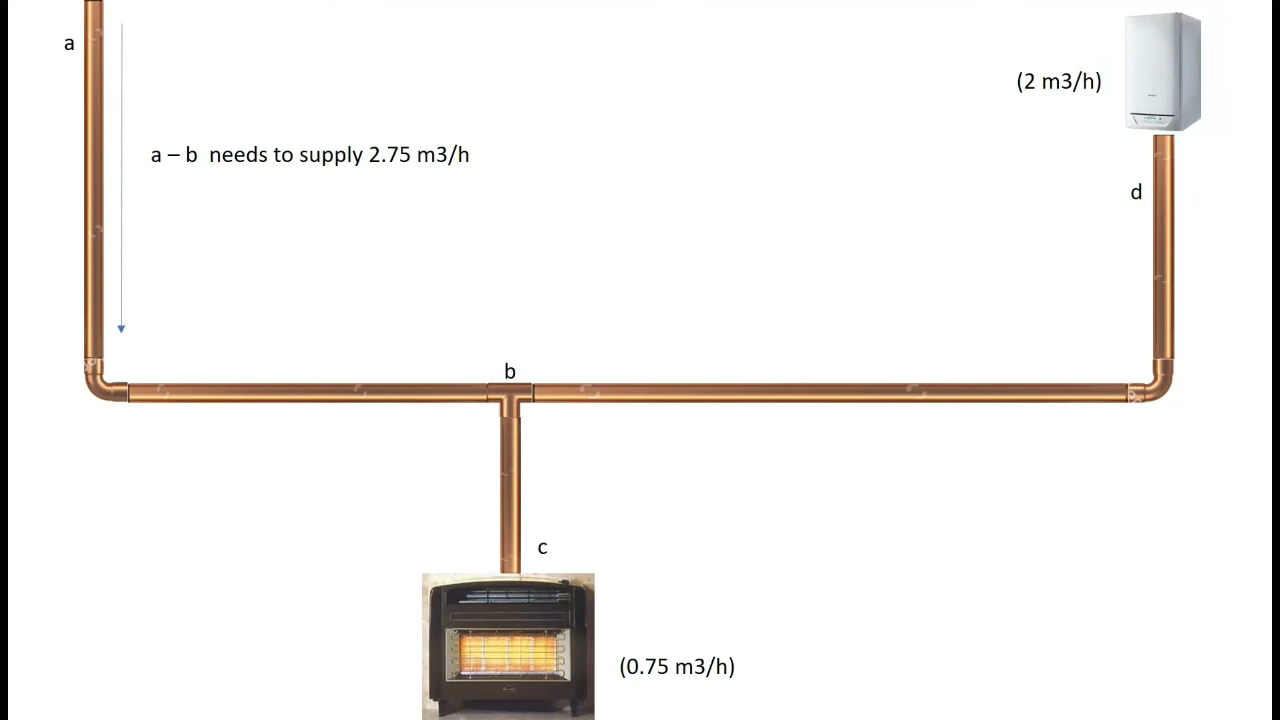 a
(2 m3/h)
a – b  needs to supply 2.75 m3/h
d
b
c
(0.75 m3/h)